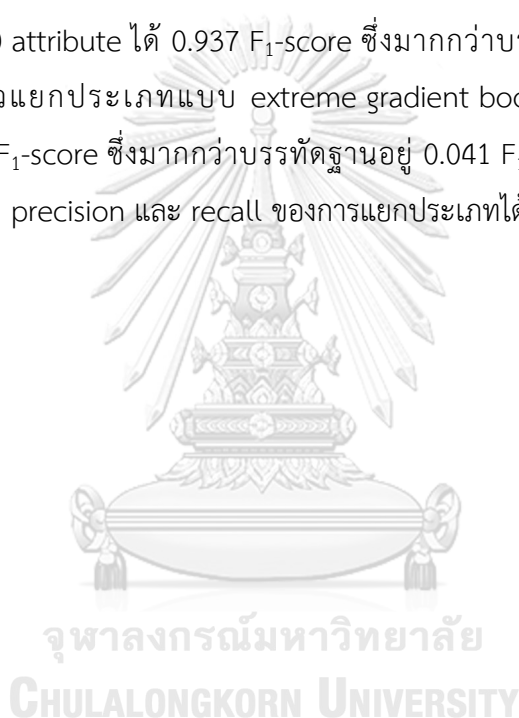 attribute ได้ 0.937 F₁-score ซึ่งมากกว่าบร
วแยกประเภทแบบ extreme gradient boo
F₁-score ซึ่งมากกว่าบรรทัดฐานอยู่ 0.041 F
precision และ recall ของการแยกประเภทได้
จุฬาลงกรณ์มหาวิทยาลัย
CHULALONGKORN UNIVERSITY